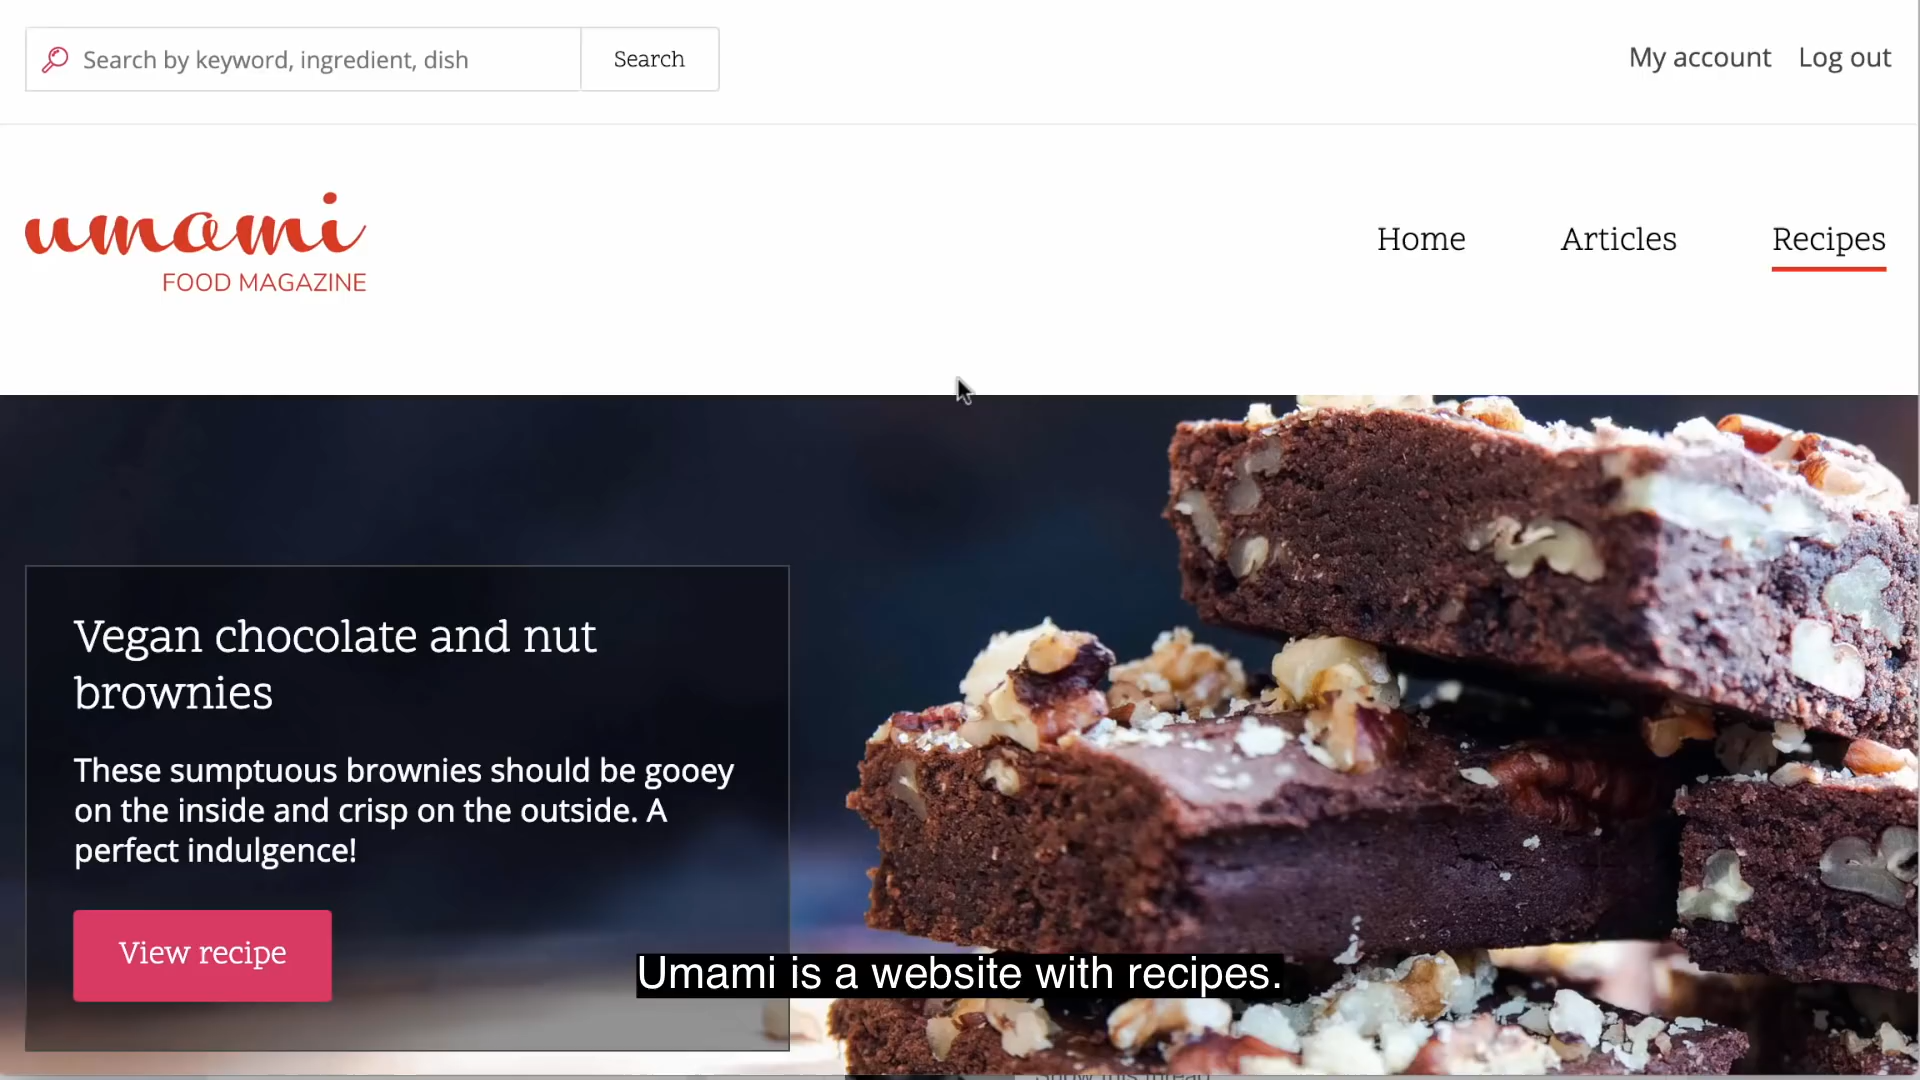 Search by keyword, ingredient, dish
Search
My account
Log out
umami
FOOD MAGAZINE
Home
Articles
Recipes
Vegan chocolate and nut
brownies
These sumptuous brownies should be gooey
on the inside and crisp on the outside. A
perfect indulgence!
View recipe
Umami is a website with recipes.